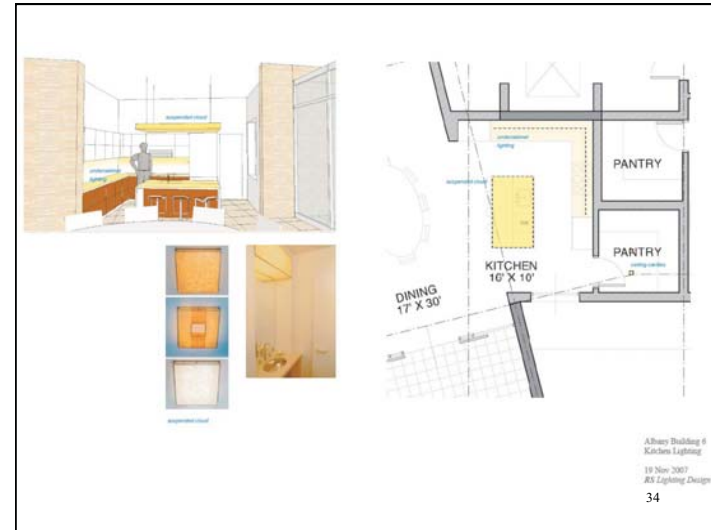 suspended cloud
undercabinet
lighting
suspended cloud
undercabinet
lighting
suspended cloud
PANTRY
PANTRY
KITCHEN
16' X 10'
DINING
17' X 30'
Albany Building 6
Kitchen Lighting
19 Nov 2007
RS Lighting Design
34